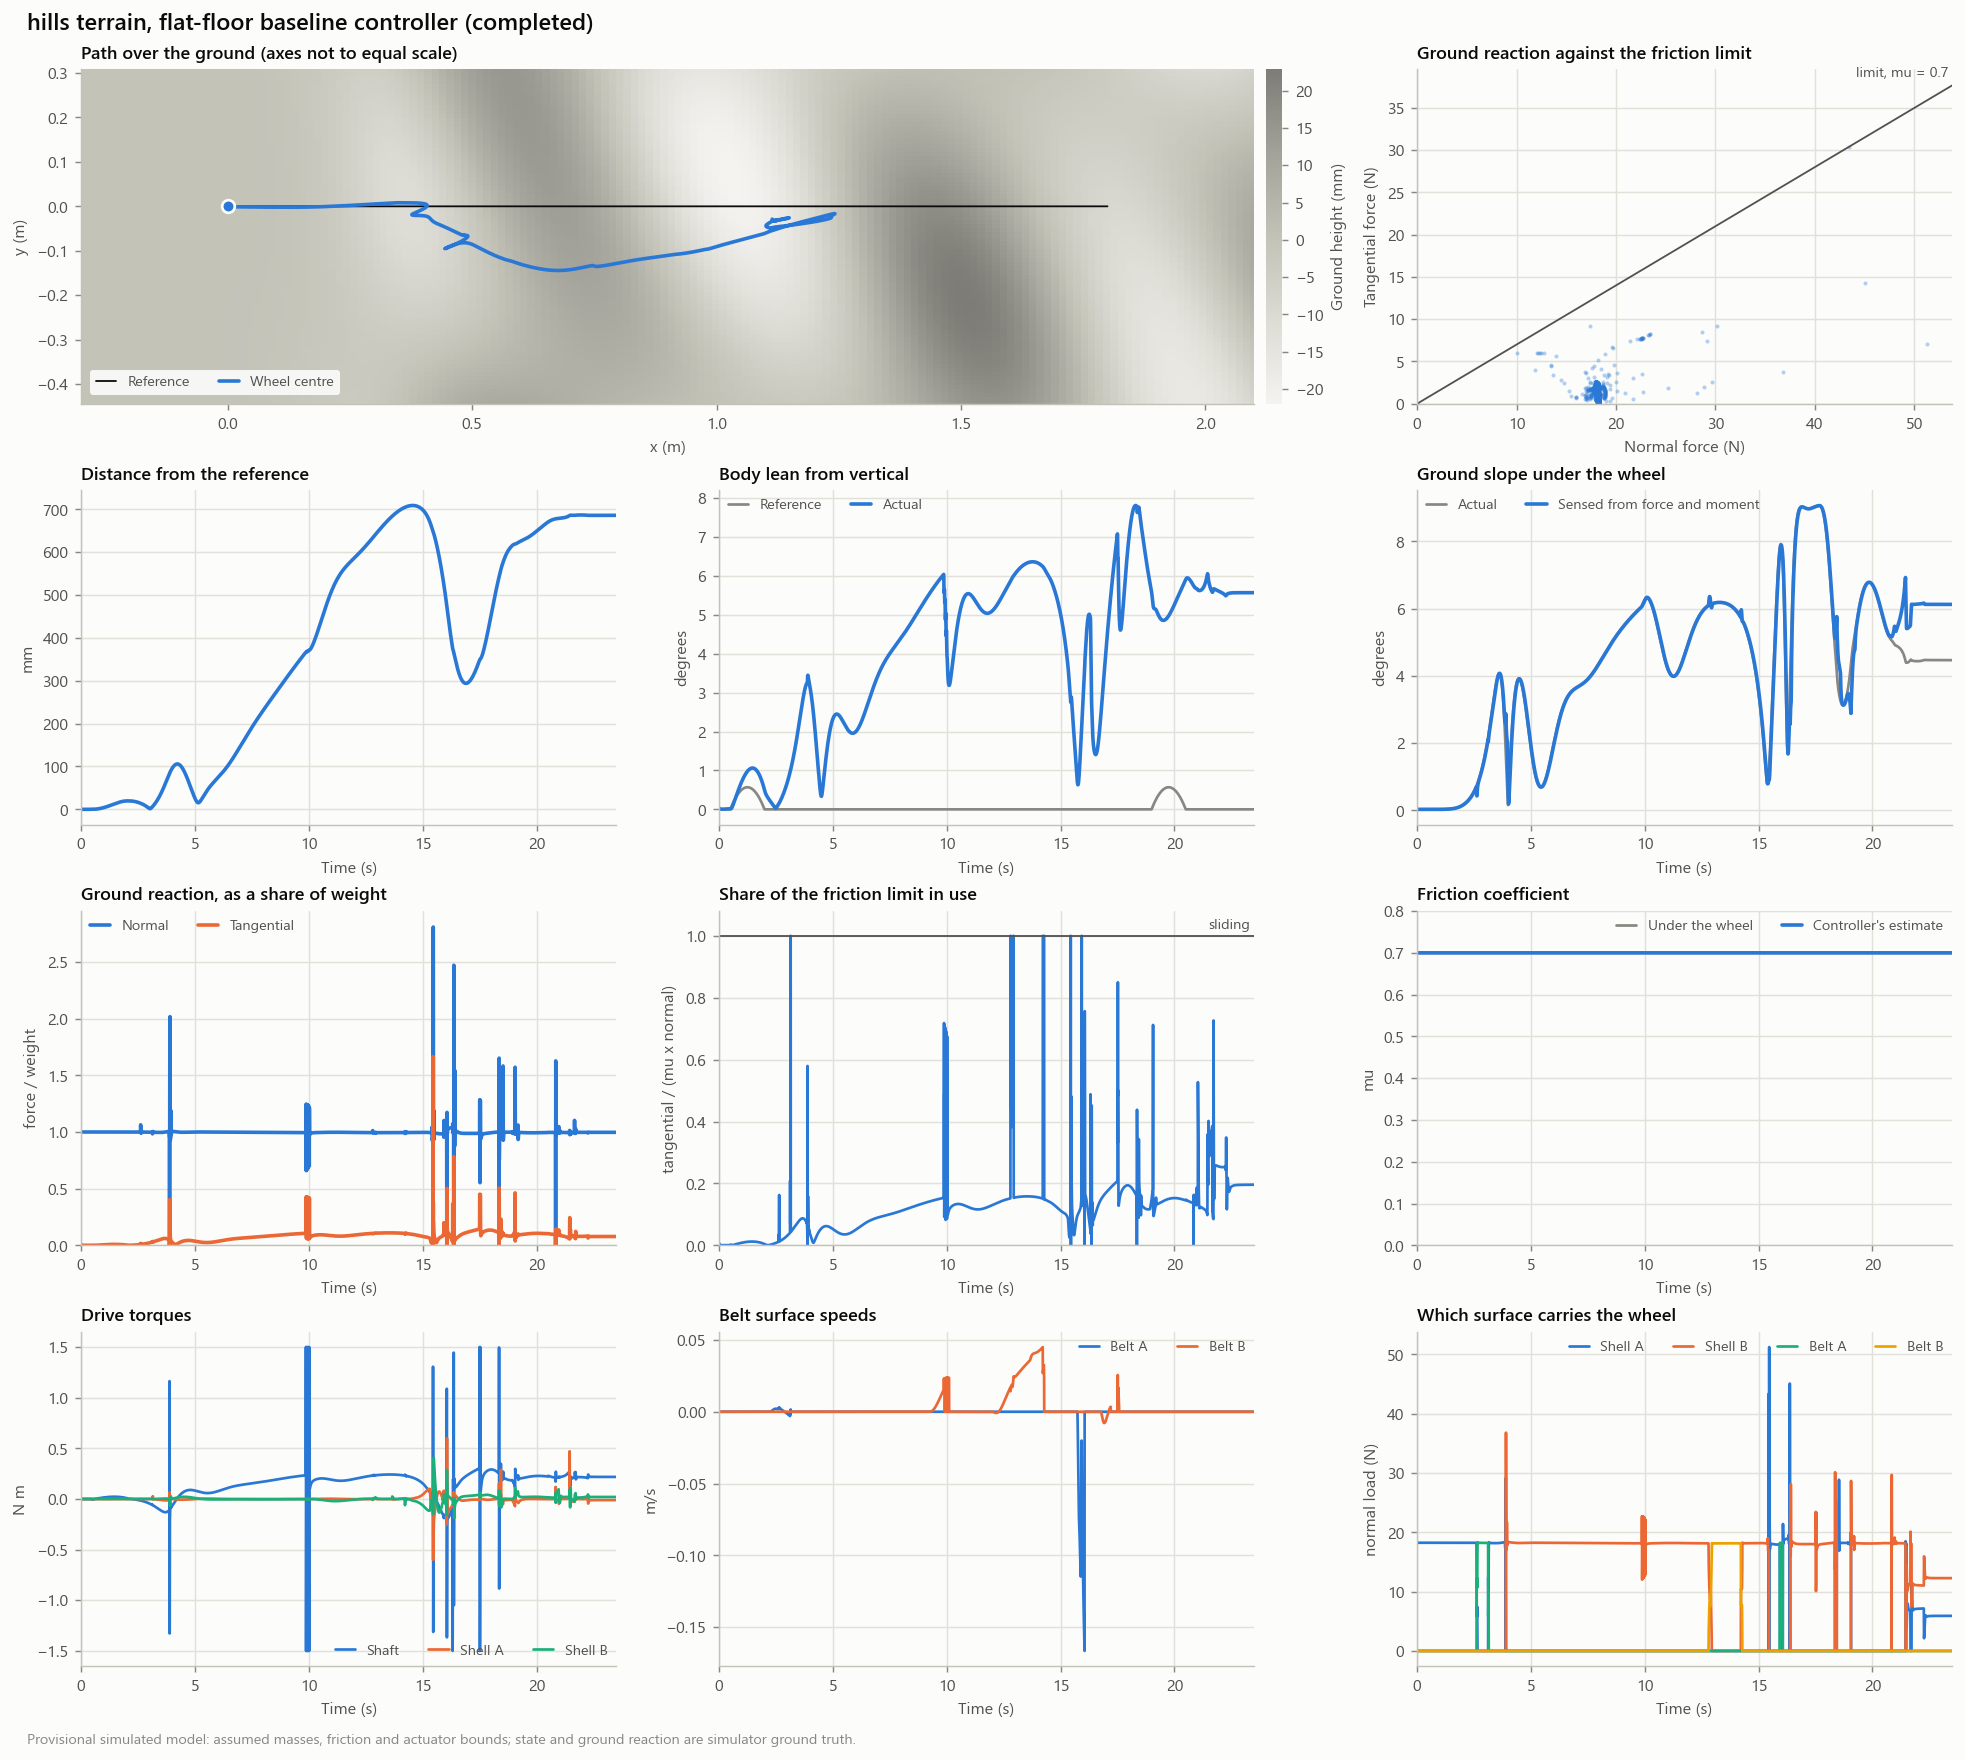 hills terrain, flat-floor baseline controller (completed)
Path over the ground (axes not to equal scale)
0.3
0.2
0.1
0.0
−0.1
−0.2
−0.3
−0.4
y (m)
Reference
Wheel centre
0.0
0.5
1.0
1.5
2.0
x (m)
20
15
10
5
0
−5
−10
−15
−20
Ground height (mm)
Ground reaction against the friction limit
limit, mu = 0.7
35
30
25
20
15
10
5
0
Tangential force (N)
0
10
20
30
40
50
Normal force (N)
Distance from the reference
700
600
500
400
300
200
100
0
mm
0
5
10
15
20
Time (s)
Body lean from vertical
Reference
Actual
8
7
6
5
4
3
2
1
0
degrees
0
5
10
15
20
Time (s)
Ground slope under the wheel
Actual
Sensed from force and moment
8
6
4
2
0
degrees
0
5
10
15
20
Time (s)
Ground reaction, as a share of weight
Normal
Tangential
2.5
2.0
1.5
1.0
0.5
0.0
force / weight
0
5
10
15
20
Time (s)
Share of the friction limit in use
sliding
1.0
0.8
0.6
0.4
0.2
0.0
tangential / (mu x normal)
0
5
10
15
20
Time (s)
Friction coefficient
Under the wheel
Controller's estimate
0.8
0.7
0.6
0.5
0.4
0.3
0.2
0.1
0.0
mu
0
5
10
15
20
Time (s)
Drive torques
1.5
1.0
0.5
0.0
−0.5
−1.0
−1.5
N m
Shaft
Shell A
Shell B
0
5
10
15
20
Time (s)
Belt surface speeds
Belt A
Belt B
0.05
0.00
−0.05
−0.10
−0.15
m/s
0
5
10
15
20
Time (s)
Which surface carries the wheel
Shell A
Shell B
Belt A
Belt B
50
40
30
20
10
0
normal load (N)
0
5
10
15
20
Time (s)
Provisional simulated model: assumed masses, friction and actuator bounds; state and ground reaction are simulator ground truth.